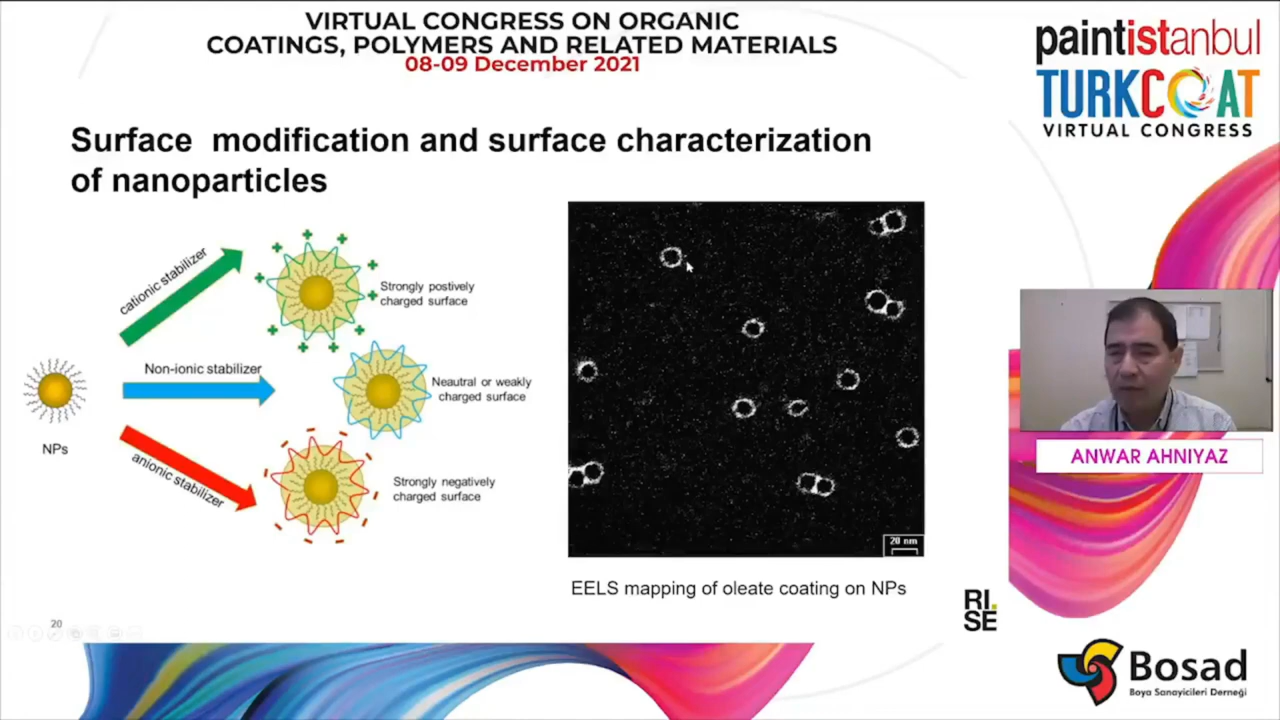 VIRTUAL CONGRESS ON ORGANIC
COATINGS, POLYMERS AND RELATED MATERIALS
08-09 December 2021
paintistanbul
TURKCOAT
VIRTUAL CONGRESS
Surface modification and surface characterization
of nanoparticles
cationic stabilizer
Strongly postively
charged surface
Non-ionic stabilizer
Neautral or weakly
charged surface
NPs
anionic stabilizer
Strongly negatively
charged surface
20 nm
EELS mapping of oleate coating on NPs
ANWAR AHNIYAZ
RI.
SE
20
Bosad
Boya Sanayicileri Derneği